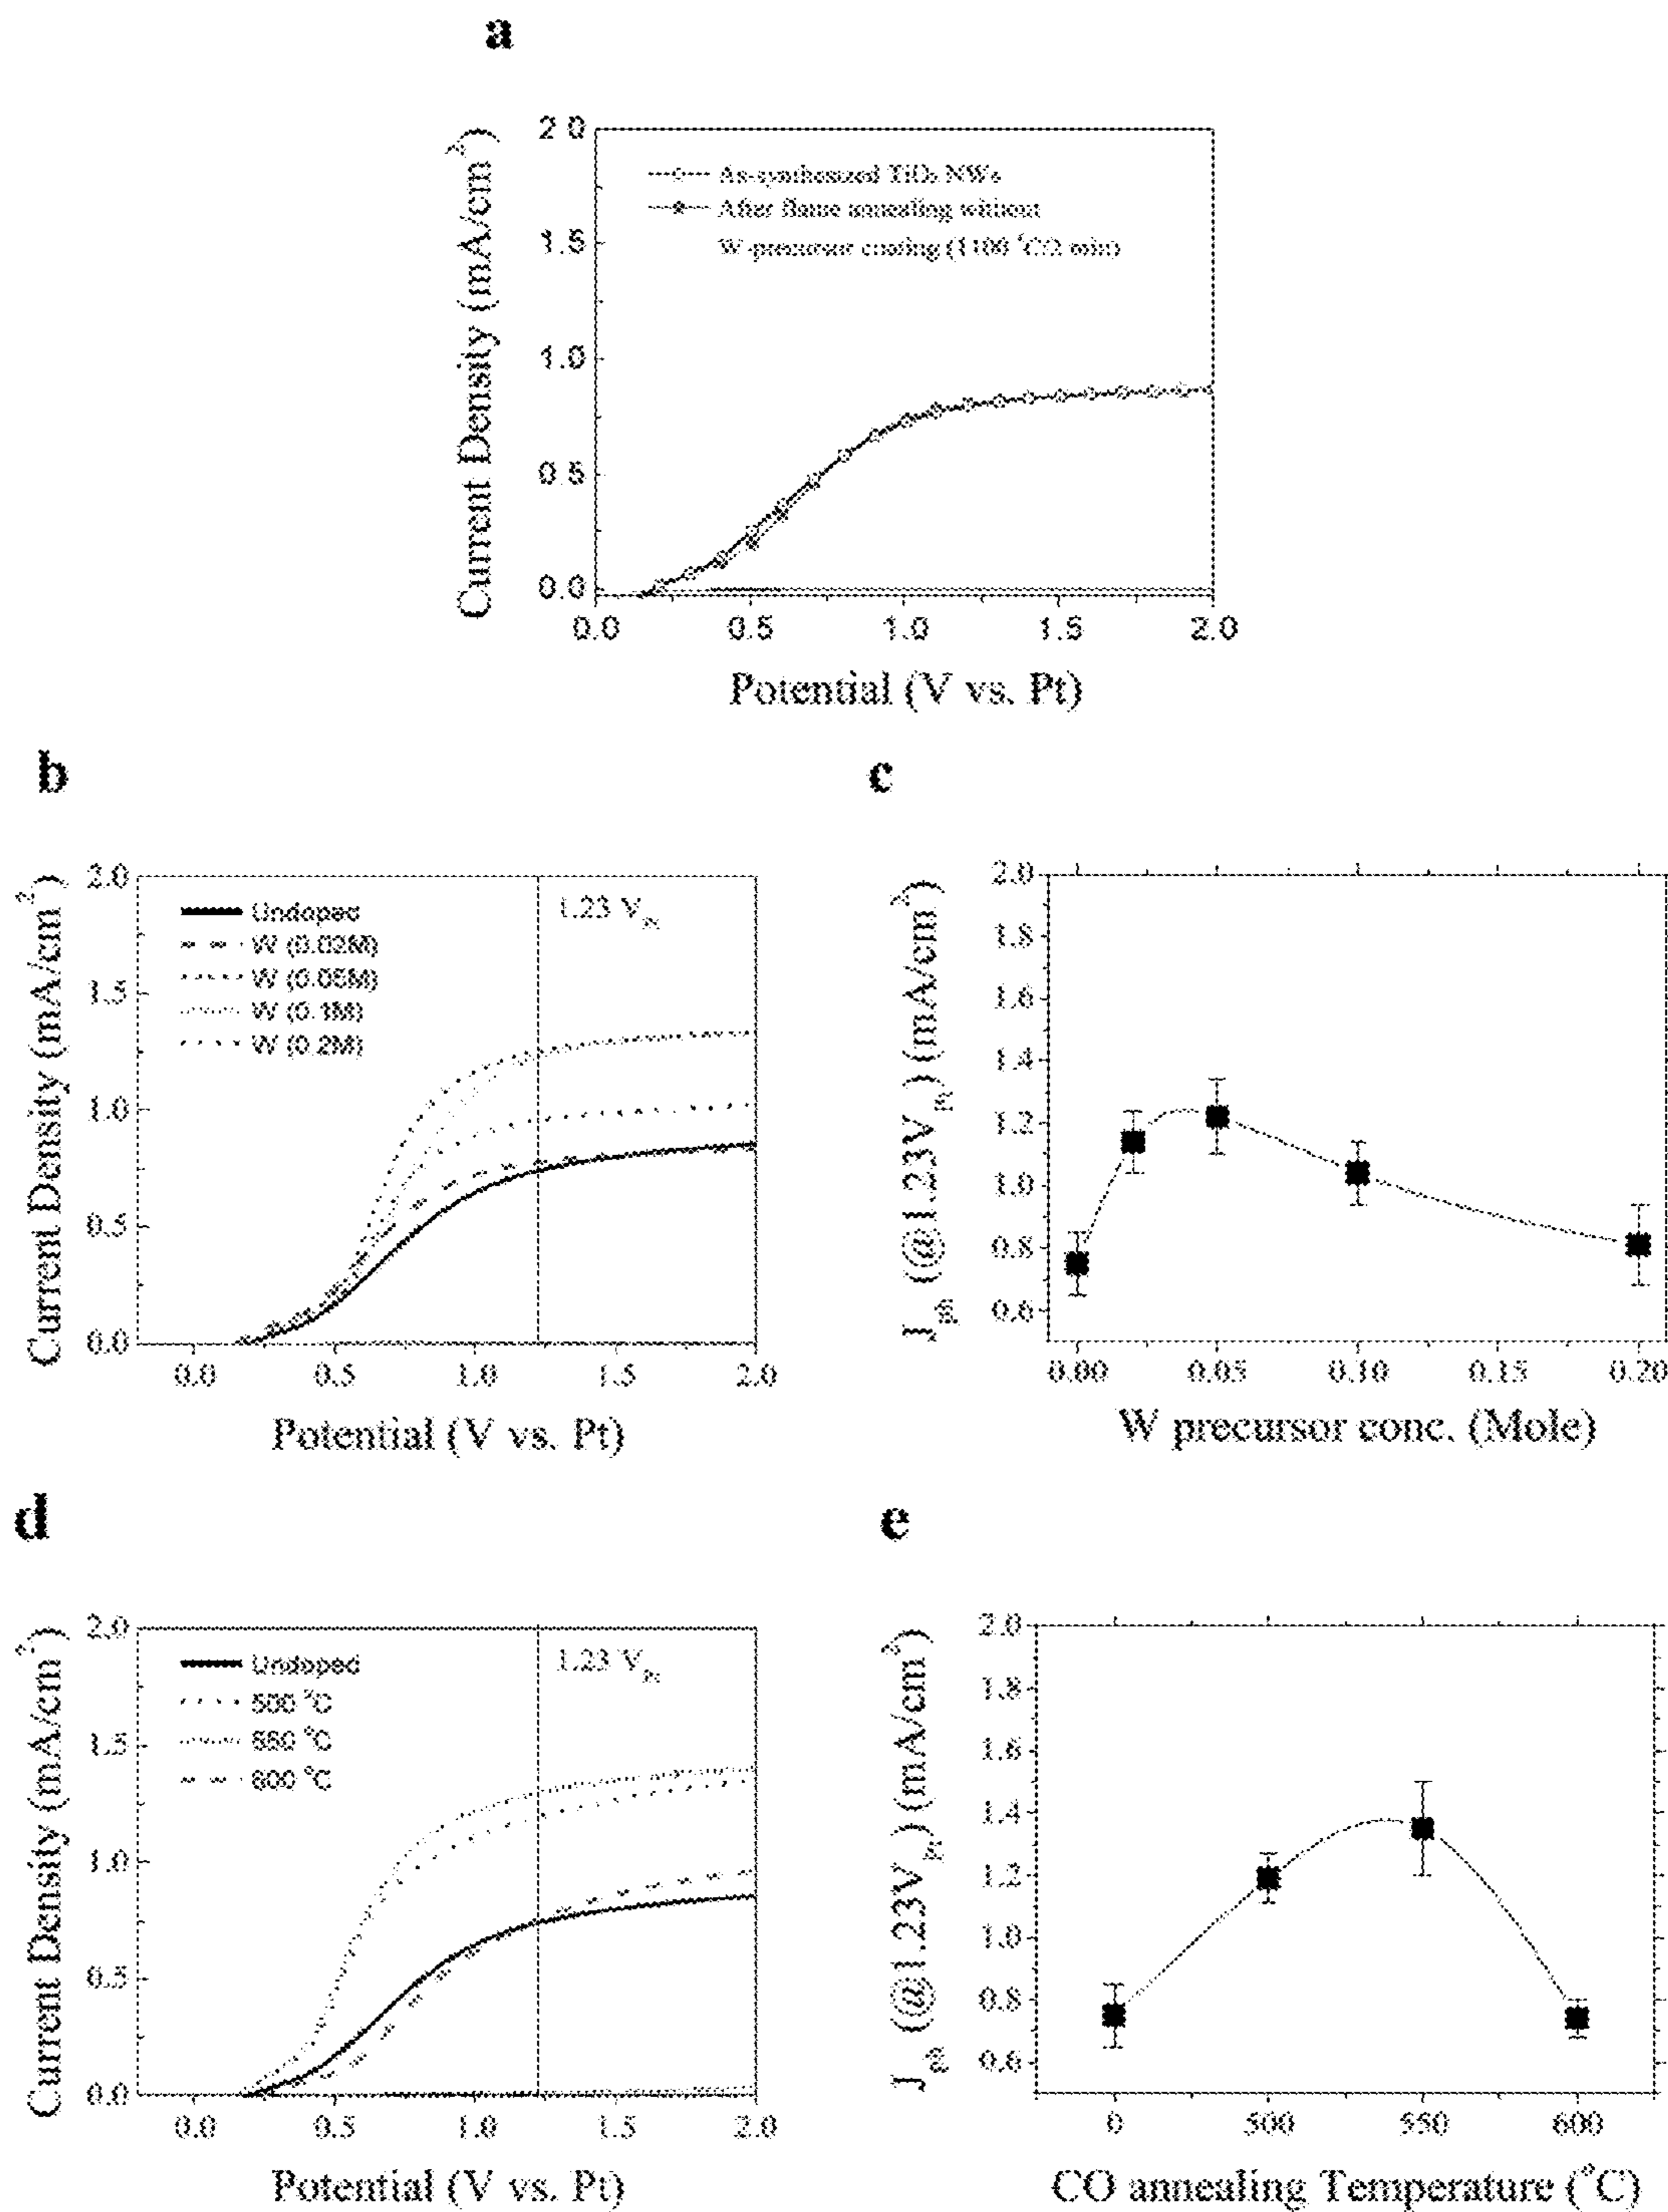 a
2.0
1.5
1.0
0.5
0.0
As-synthesized TiO₂ NWs
After flame annealing without
W-precursor coating (1100 °C/2 min)
Current Density (mA/cm²)
0.0 0.5 1.0 1.5 2.0
Potential (V vs. Pt)
b
2.0
1.5
1.0
0.5
0.0
Undoped
W (0.02M)
W (0.05M)
W (0.1M)
W (0.2M)
1.23 V
Current Density (mA/cm²)
0.0 0.5 1.0 1.5 2.0
Potential (V vs. Pt)
c
2.0
1.8
1.6
1.4
1.2
1.0
0.8
0.6
J (@1.23V ) (mA/cm²)
0.00 0.05 0.10 0.15 0.20
W precursor conc. (Mole)
d
2.0
1.5
1.0
0.5
0.0
Undoped
500 °C
550 °C
600 °C
1.23 V
Current Density (mA/cm²)
0.0 0.5 1.0 1.5 2.0
Potential (V vs. Pt)
e
2.0
1.8
1.6
1.4
1.2
1.0
0.8
0.6
J (@1.23V ) (mA/cm²)
0 500 550 600
CO annealing Temperature (°C)